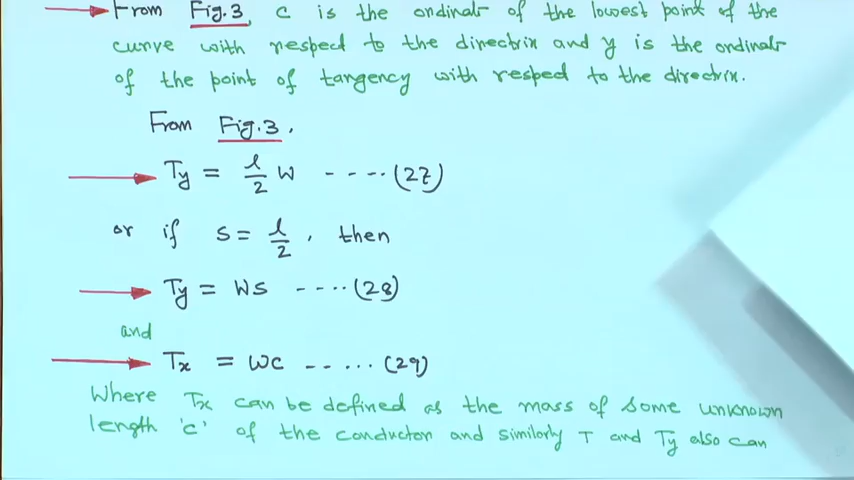 From Fig.3, c is the ordinate of the lowest point of the
curve with respect to the directrix and y is the ordinate
of the point of tangency with respect to the directrix.
From Fig.3.
Ty = l/2 w ----- (27)
or if s = l/2, then
Ty = ws ---- (28)
and
Tx = wc ------ (29)
Where Tx can be defined as the mass of some unknown
length 'c' of the conductor and similarly T and Ty also can